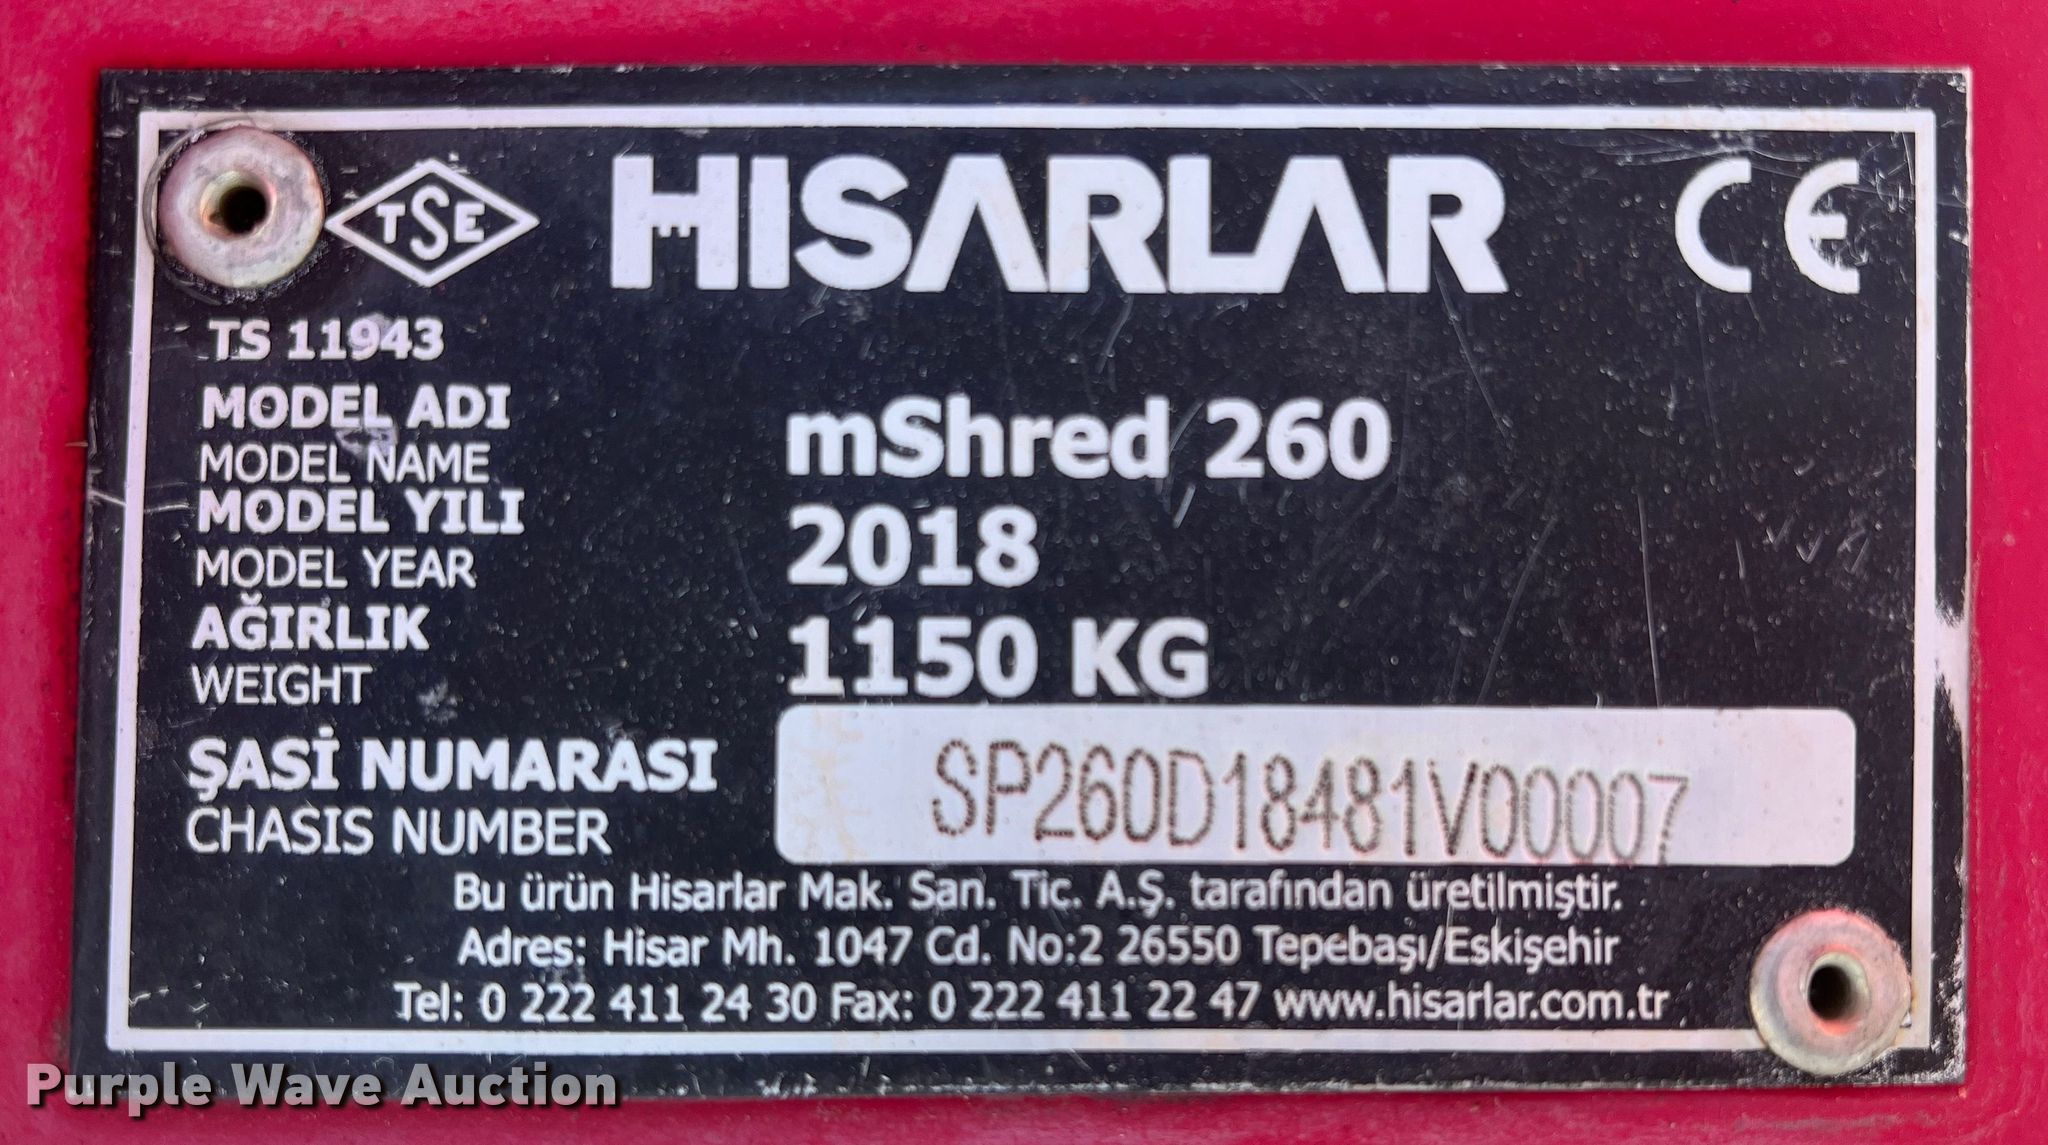 TSE HISARLAR CE
TS 11943
MODEL ADI
MODEL NAME
mShred 260
MODEL YILI
MODEL YEAR
2018
AĞIRLIK
WEIGHT
1150 KG
ŞASİ NUMARASI
CHASIS NUMBER
SP260D18481V00007
Bu ürün Hisarlar Mak. San. Tic. A.Ş. tarafından üretilmiştir.
Adres: Hisar Mh. 1047 Cd. No:2 26550 Tepebaşı/Eskişehir
Tel: 0 222 411 24 30 Fax: 0 222 411 22 47 www.hisarlar.com.tr
Purple Wave Auction